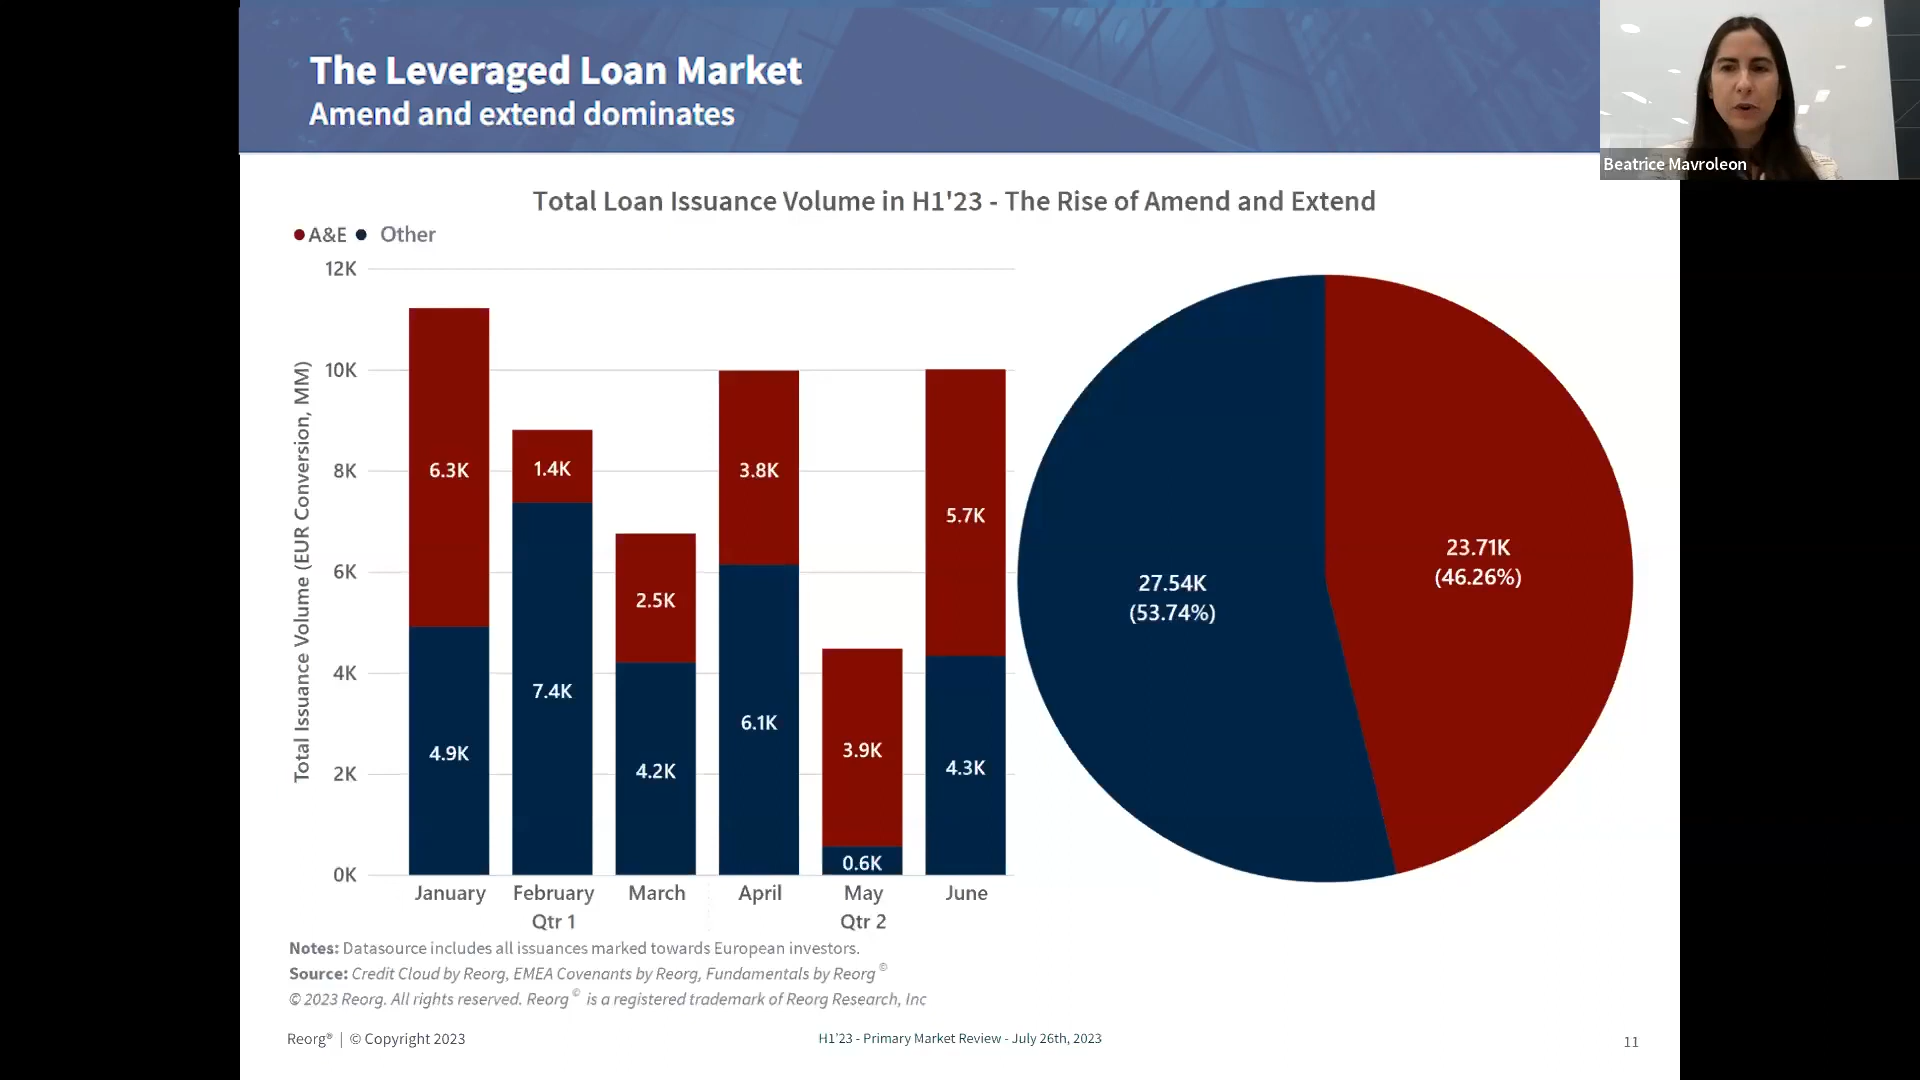 The Leveraged Loan Market
Amend and extend dominates
Beatrice Mavroleon
Total Loan Issuance Volume in H1'23 - The Rise of Amend and Extend
A&E Other
Total Issuance Volume (EUR Conversion, MM)
12K
10K
8K
6K
4K
2K
0K
6.3K
4.9K
1.4K
7.4K
2.5K
4.2K
3.8K
6.1K
3.9K
0.6K
5.7K
4.3K
January February March April May June
Qtr 1 Qtr 2
27.54K
(53.74%)
23.71K
(46.26%)
Notes: Datasource includes all issuances marked towards European investors.
Source: Credit Cloud by Reorg, EMEA Covenants by Reorg, Fundamentals by Reorg ©
© 2023 Reorg. All rights reserved. Reorg © is a registered trademark of Reorg Research, Inc
Reorg® | © Copyright 2023
H1'23 - Primary Market Review - July 26th, 2023
11